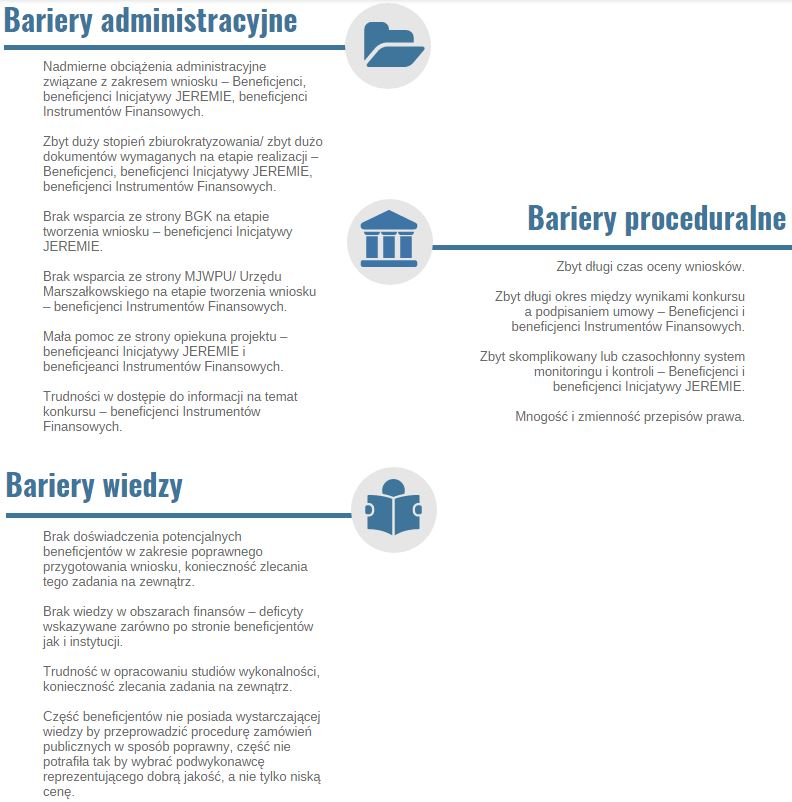 Bariery administracyjne
Nadmierne obciążenia administracyjne
związane z zakresem wniosku – Beneficjenci,
beneficjenci Inicjatywy JEREMIE, beneficjenci
Instrumentów Finansowych.
Zbyt duży stopień zbiurokratyzowania/ zbyt dużo
dokumentów wymaganych na etapie realizacji –
Beneficjenci, beneficjenci Inicjatywy JEREMIE,
beneficjenci Instrumentów Finansowych.
Brak wsparcia ze strony BGK na etapie
tworzenia wniosku – beneficjenci Inicjatywy
JEREMIE.
Brak wsparcia ze strony MJWPU/ Urzędu
Marszałkowskiego na etapie tworzenia wniosku
– beneficjenci Instrumentów Finansowych.
Mała pomoc ze strony opiekuna projektu –
beneficjeanci Inicjatywy JEREMIE i
beneficjeanci Instrumentów Finansowych.
Trudności w dostępie do informacji na temat
konkursu – beneficjenci Instrumentów
Finansowych.
Bariery proceduralne
Zbyt długi czas oceny wniosków.
Zbyt długi okres między wynikami konkursu
a podpisaniem umowy – Beneficjenci i
beneficjenci Instrumentów Finansowych.
Zbyt skomplikowany lub czasochłonny system
monitoringu i kontroli – Beneficjenci i
beneficjenci Inicjatywy JEREMIE.
Mnogość i zmienność przepisów prawa.
Bariery wiedzy
Brak doświadczenia potencjalnych
beneficjentów w zakresie poprawnego
przygotowania wniosku, konieczność zlecania
tego zadania na zewnątrz.
Brak wiedzy w obszarach finansów – deficyty
wskazywane zarówno po stronie beneficjentów
jak i instytucji.
Trudność w opracowaniu studiów wykonalności,
konieczność zlecania zadania na zewnątrz.
Część beneficjentów nie posiada wystarczającej
wiedzy by przeprowadzić procedurę zamówień
publicznych w sposób poprawny, część nie
potrafiła tak by wybrać podwykonawcę
reprezentującego dobrą jakość, a nie tylko niską
cenę.